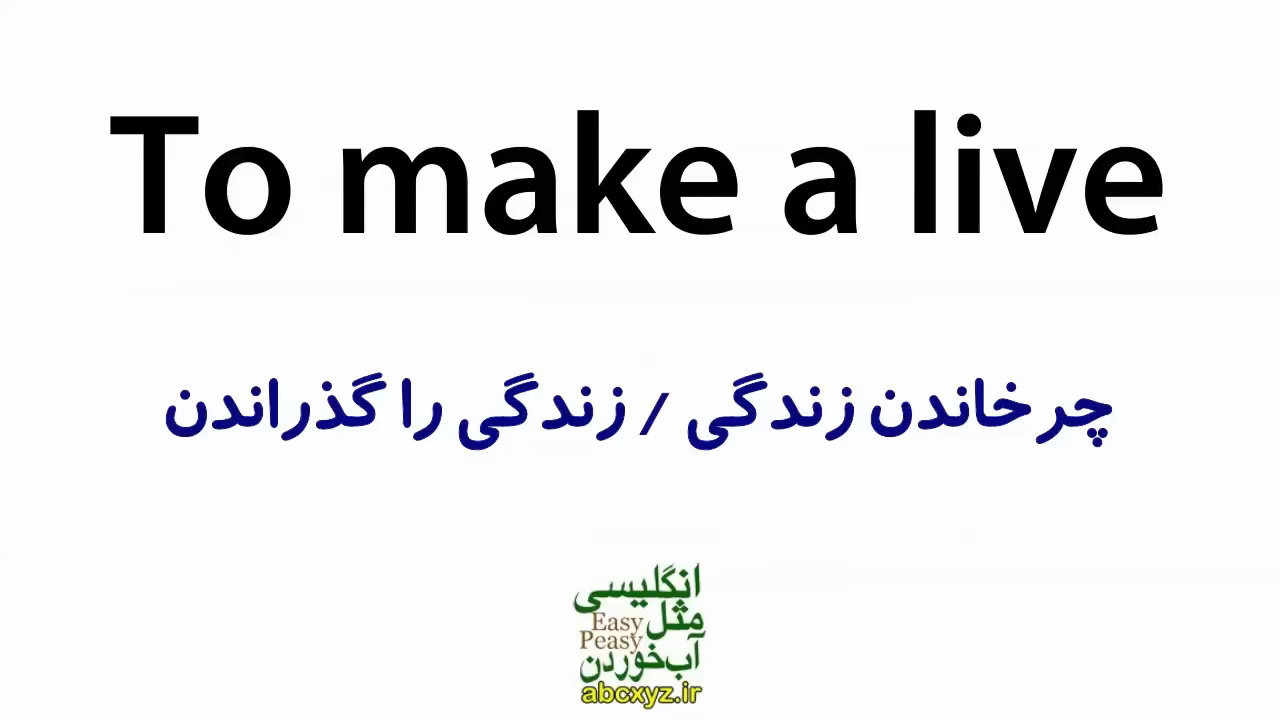 To make a live
چرخاندن زندگی / زندگی را گذراندن
انگلیسی
مثل
Easy
Peasy
آب‌خوردن
abcxyz.ir